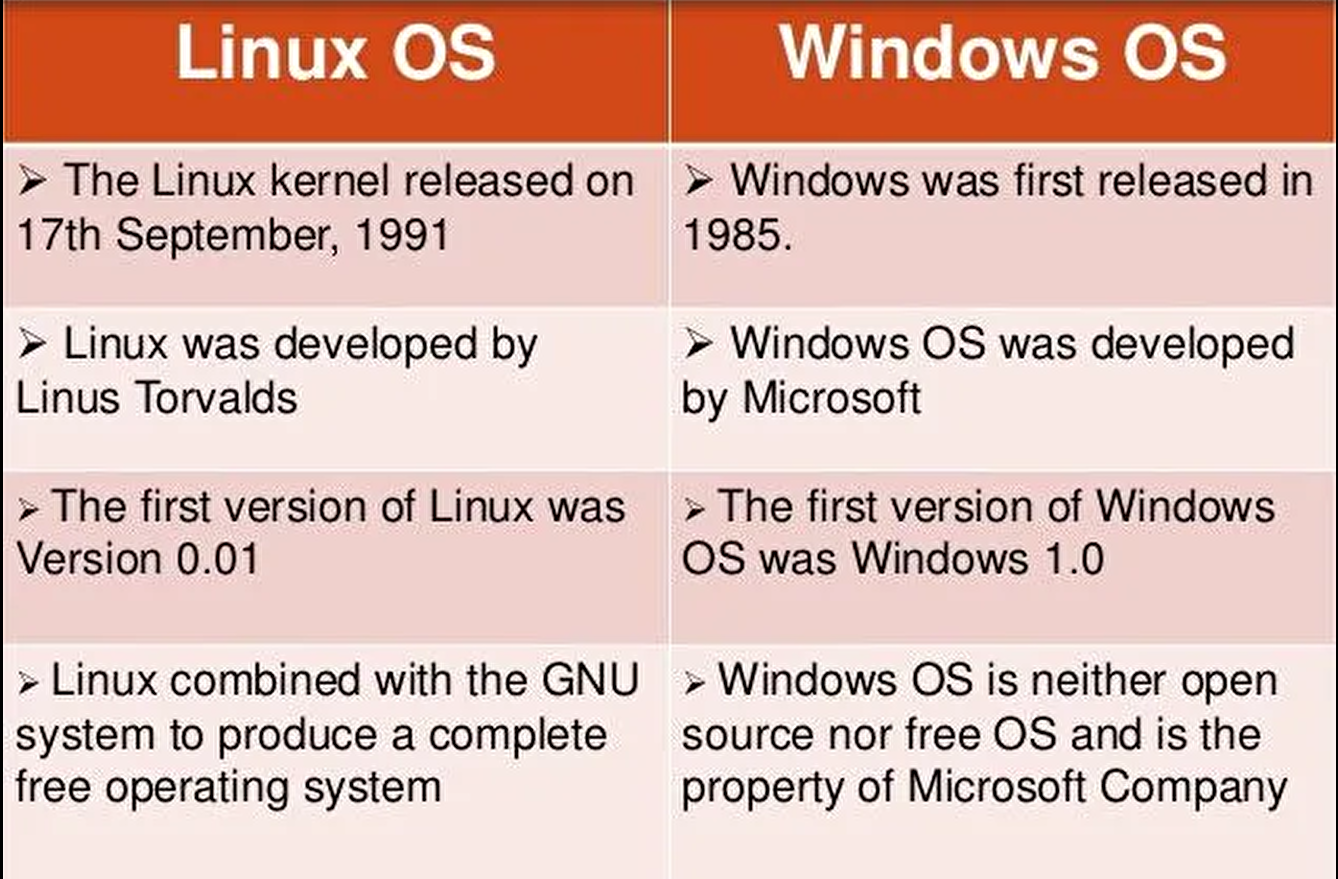 Linux OS
Windows OS
➢ The Linux kernel released on
17th September, 1991
➢ Windows was first released in
1985.
➢ Linux was developed by
Linus Torvalds
➢ Windows OS was developed
by Microsoft
➢ The first version of Linux was
Version 0.01
➢ The first version of Windows
OS was Windows 1.0
➢ Linux combined with the GNU
system to produce a complete
free operating system
➢ Windows OS is neither open
source nor free OS and is the
property of Microsoft Company